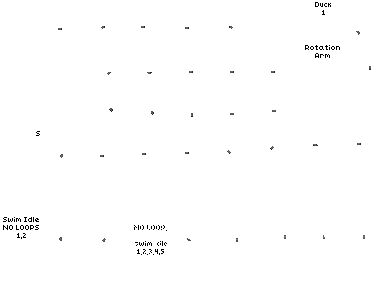 Duck
1
Rotation
Arm
S
Swim Idle
NO LOOPS
1,2
NO LOOP,
swim idle
1,2,3,4,5